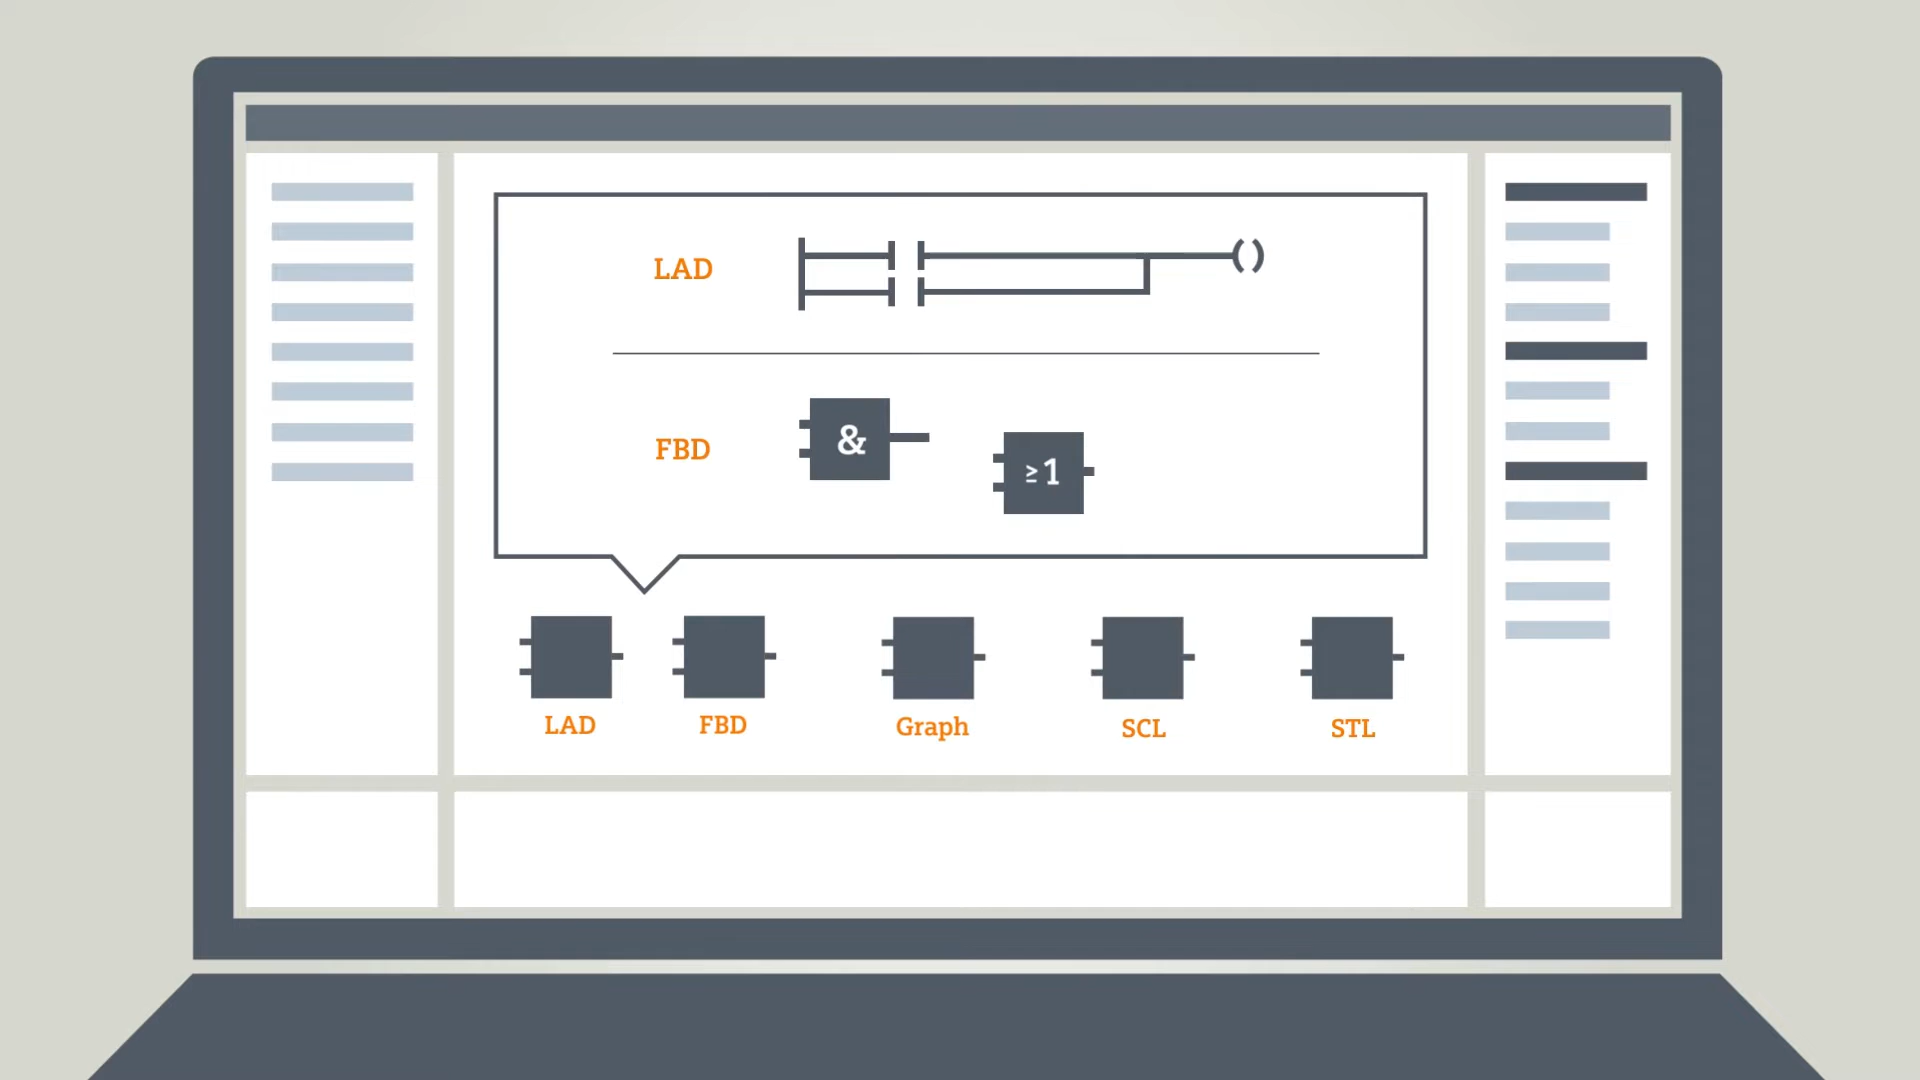 LAD
( )
FBD
&
≥1
LAD FBD Graph SCL STL